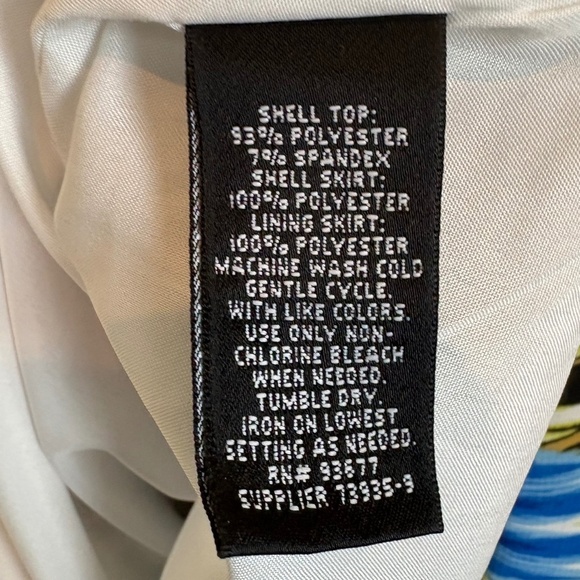 SHELL TOP:
93% POLYESTER
7% SPANDEX
SHELL SKIRT:
100% POLYESTER
LINING SKIRT:
100% POLYESTER
MACHINE WASH COLD
GENTLE CYCLE.
WITH LIKE COLORS.
USE ONLY NON-
CHLORINE BLEACH
WHEN NEEDED.
TUMBLE DRY.
IRON ON LOWEST
SETTING AS NEEDED.
RN# 93677
SUPPLIER 73935-9